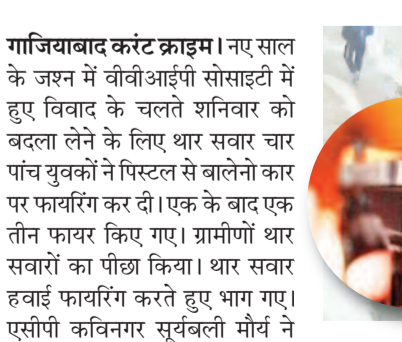 गाजियाबाद करंट क्राइम। नए साल
के जश्न में वीवीआईपी सोसाइटी में
हुए विवाद के चलते शनिवार को
बदला लेने के लिए थार सवार चार
पांच युवकों ने पिस्टल से बालेनो कार
पर फायरिंग कर दी। एक के बाद एक
तीन फायर किए गए। ग्रामीणों थार
सवारों का पीछा किया। थार सवार
हवाई फायरिंग करते हुए भाग गए।
एसीपी कविनगर सूर्यबली मौर्य ने